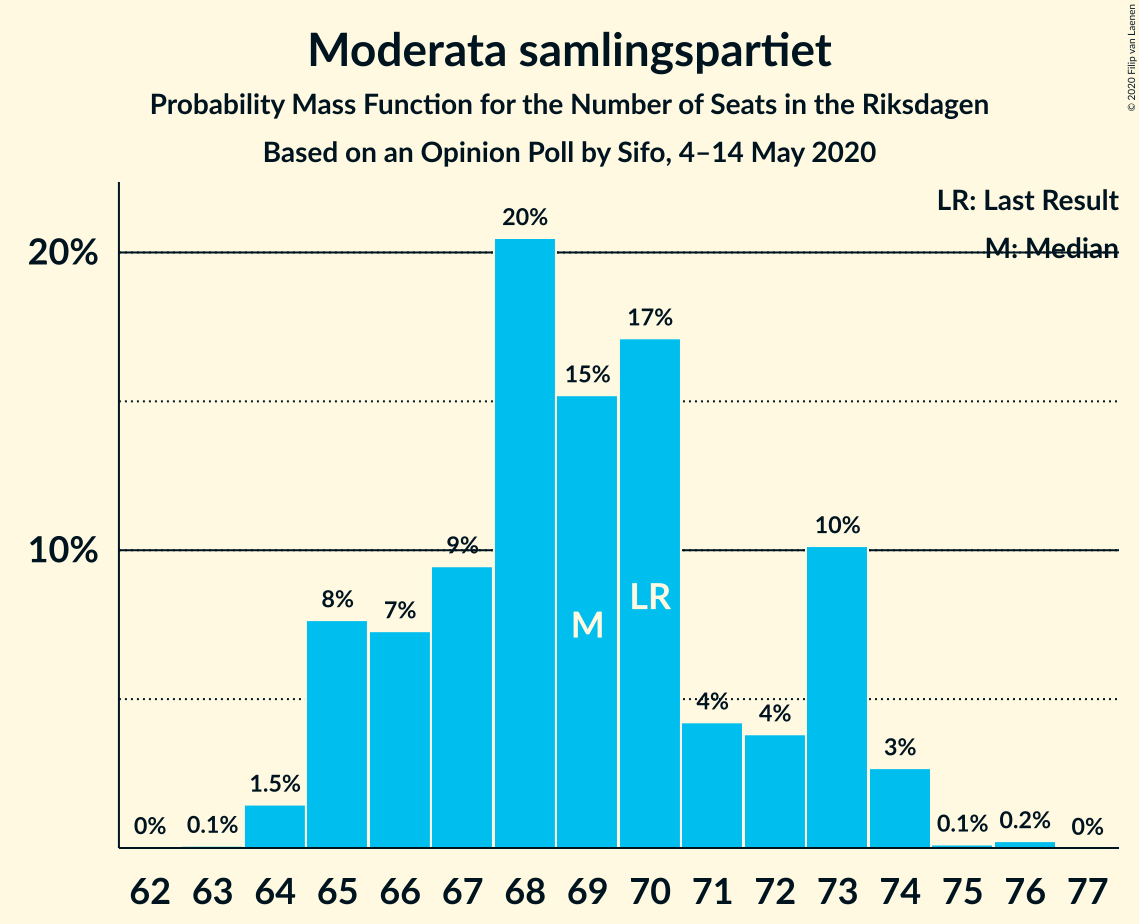 Moderata samlingspartiet
Probability Mass Function for the Number of Seats in the Riksdagen
Based on an Opinion Poll by Sifo, 4–14 May 2020
© 2020 Filip van Laenen
LR: Last Result
M: Median
20%
10%
0%
0.1%
1.5%
8%
7%
9%
20%
15%
17%
4%
4%
10%
3%
0.1%
0.2%
0%
M
LR
62 63 64 65 66 67 68 69 70 71 72 73 74 75 76 77